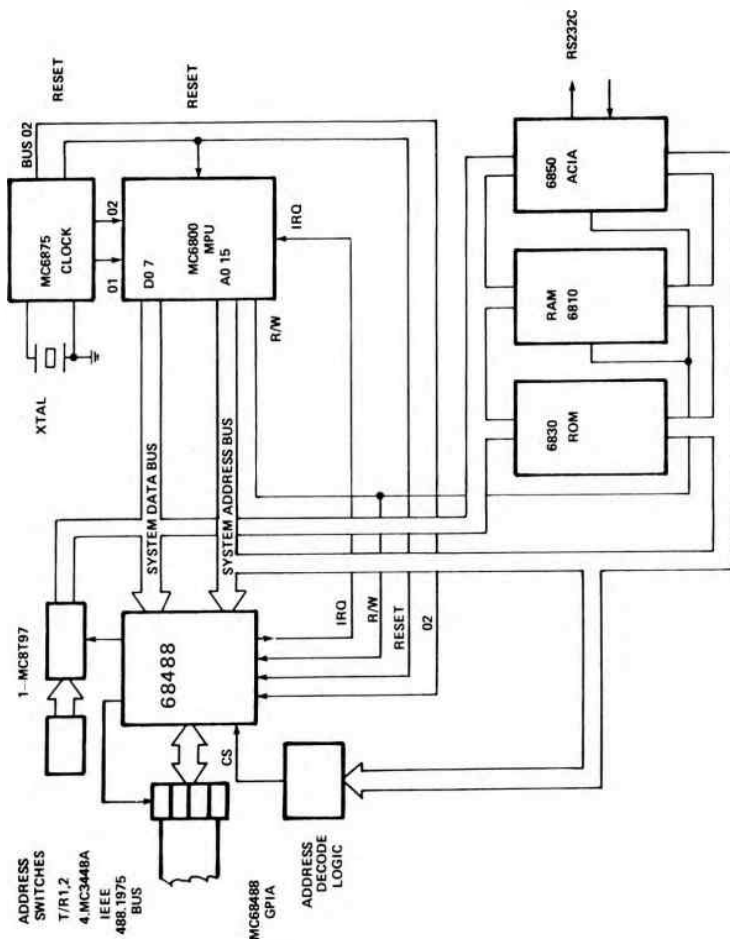 ADDRESS
SWITCHES
T/R1,2
4.MC3448A
IEEE
488.1975
BUS
MC68488
GPIA
ADDRESS
DECODE
LOGIC
1-MC8T97
68488
CS
SYSTEM DATA BUS
SYSTEM ADDRESS BUS
IRQ
R/W
RESET
02
XTAL
MC6875
CLOCK
BUS 02
RESET
01
02
D0 7
MC6800
MPU
A0 15
RESET
R/W
IRQ
6830
ROM
RAM
6810
6850
ACIA
RS232C